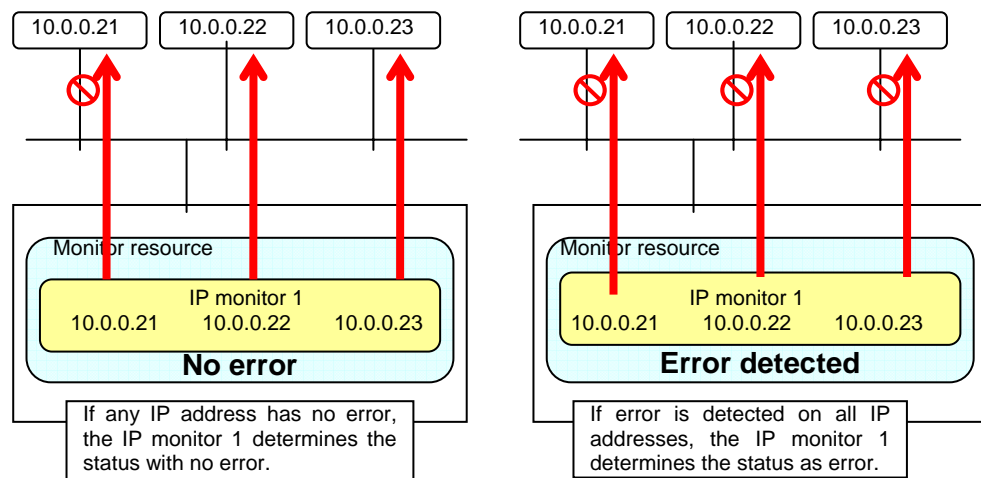 10.0.0.21 10.0.0.22 10.0.0.23
Monitor resource
IP monitor 1
10.0.0.21 10.0.0.22 10.0.0.23
No error
If any IP address has no error,
the IP monitor 1 determines the
status with no error.
10.0.0.21 10.0.0.22 10.0.0.23
Monitor resource
IP monitor 1
10.0.0.21 10.0.0.22 10.0.0.23
Error detected
If error is detected on all IP
addresses, the IP monitor 1
determines the status as error.